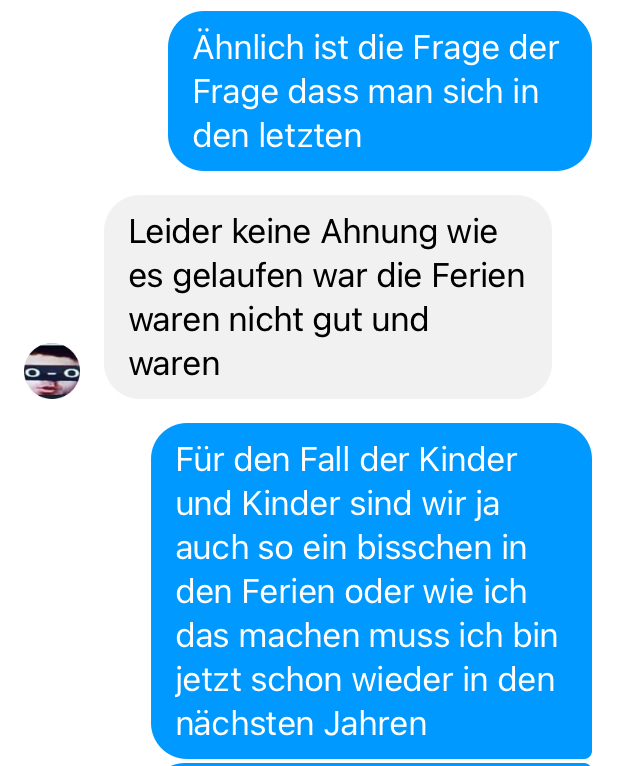 Ähnlich ist die Frage der
Frage dass man sich in
den letzten
Leider keine Ahnung wie
es gelaufen war die Ferien
waren nicht gut und
waren
Für den Fall der Kinder
und Kinder sind wir ja
auch so ein bisschen in
den Ferien oder wie ich
das machen muss ich bin
jetzt schon wieder in den
nächsten Jahren